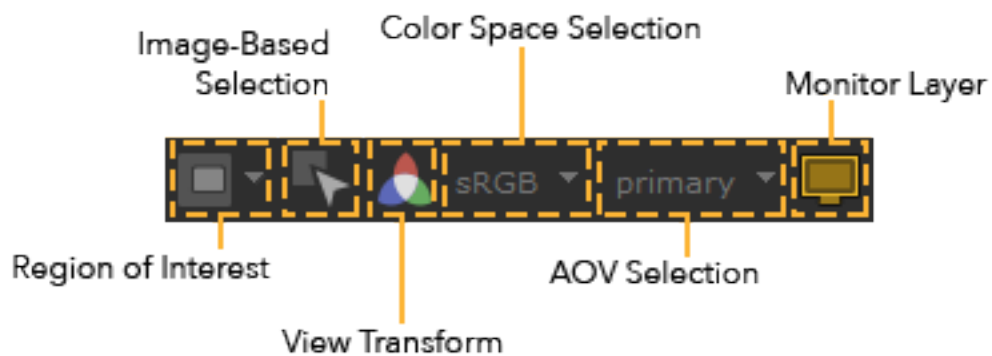 Color Space Selection
Image-Based
Selection
Monitor Layer
sRGB
primary
Region of Interest
AOV Selection
View Transform